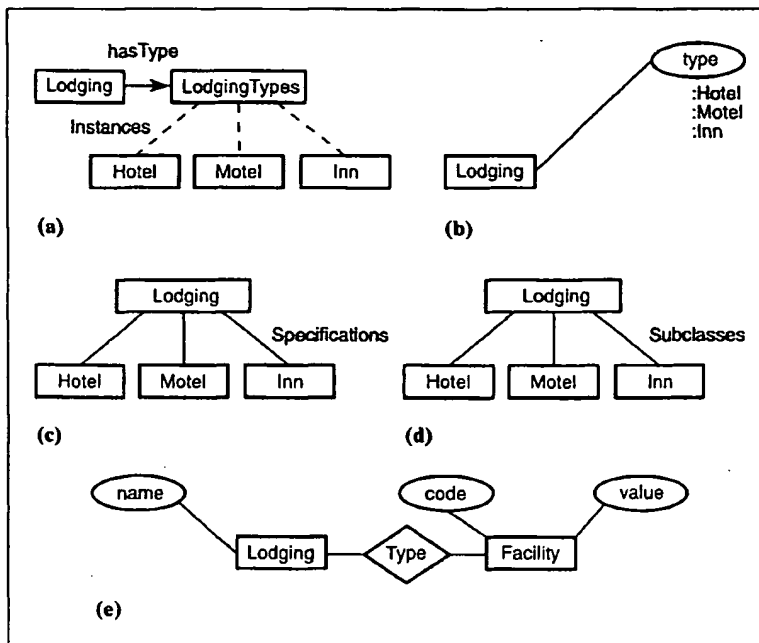 hasType
Lodging
LodgingTypes
Instances
Hotel
Motel
Inn
(a)
type
:Hotel
:Motel
:Inn
Lodging
(b)
Lodging
Specifications
Hotel
Motel
Inn
(c)
Lodging
Subclasses
Hotel
Motel
Inn
(d)
name
code
value
Lodging
Type
Facility
(e)